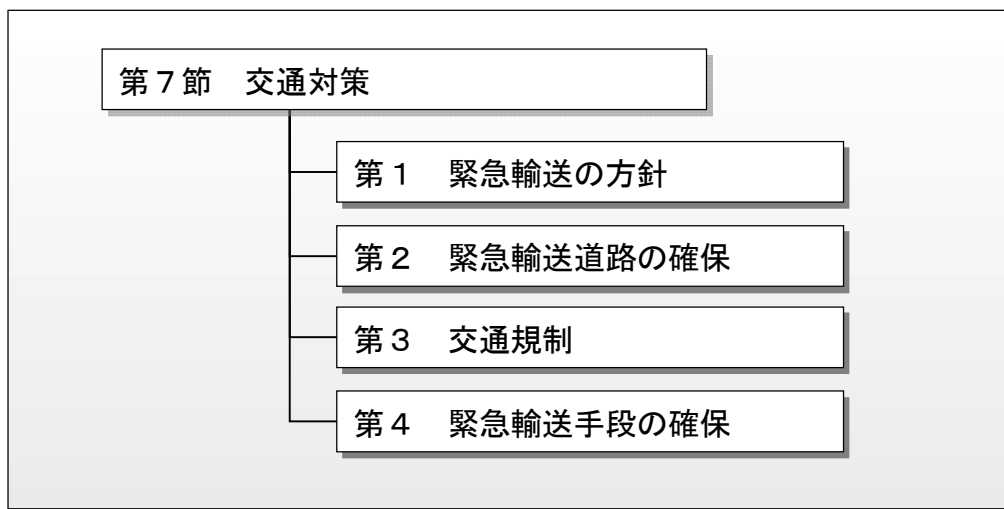 第７節　交通対策
第１　緊急輸送の方針
第２　緊急輸送道路の確保
第３　交通規制
第４　緊急輸送手段の確保